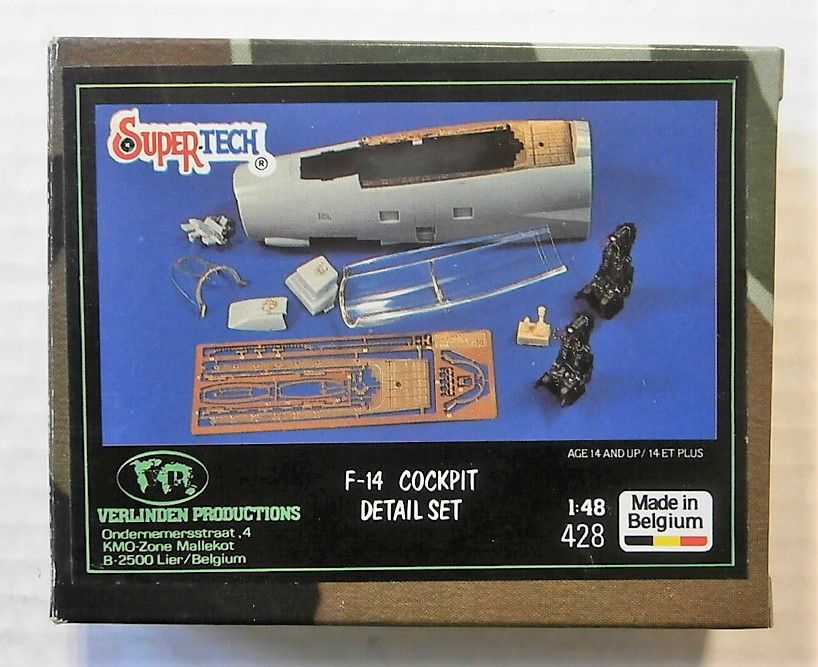 SUPER-TECH ®
AGE 14 AND UP/ 14 ET PLUS
F-14 COCKPIT
DETAIL SET
VERLINDEN PRODUCTIONS
Ondernemersstraat ,4
KMO-Zone Mallekot
B-2500 Lier/Belgium
1:48
428
Made in
Belgium